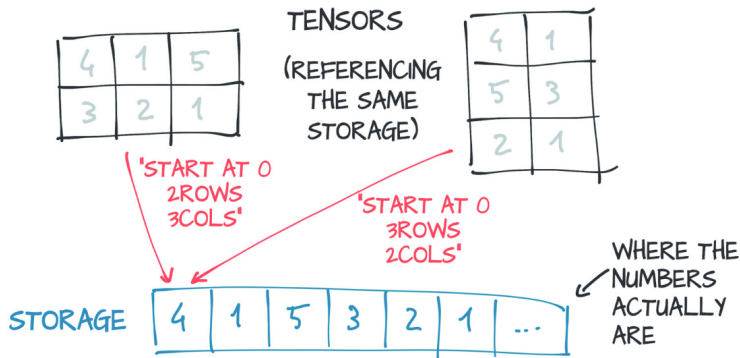 TENSORS
(REFERENCING
THE SAME
STORAGE)
4 1 5
3 2 1
4 1
5 3
2 1
"START AT 0
2ROWS
3COLS"
"START AT 0
3ROWS
2COLS"
WHERE THE
NUMBERS
ACTUALLY
ARE
STORAGE 4 1 5 3 2 1 ...